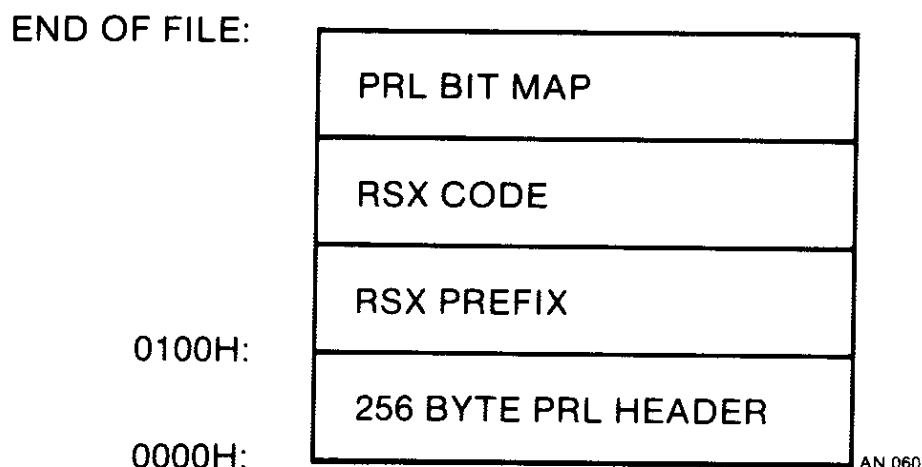 END OF FILE:
PRL BIT MAP
RSX CODE
RSX PREFIX
0100H:
256 BYTE PRL HEADER
0000H:
AN 060